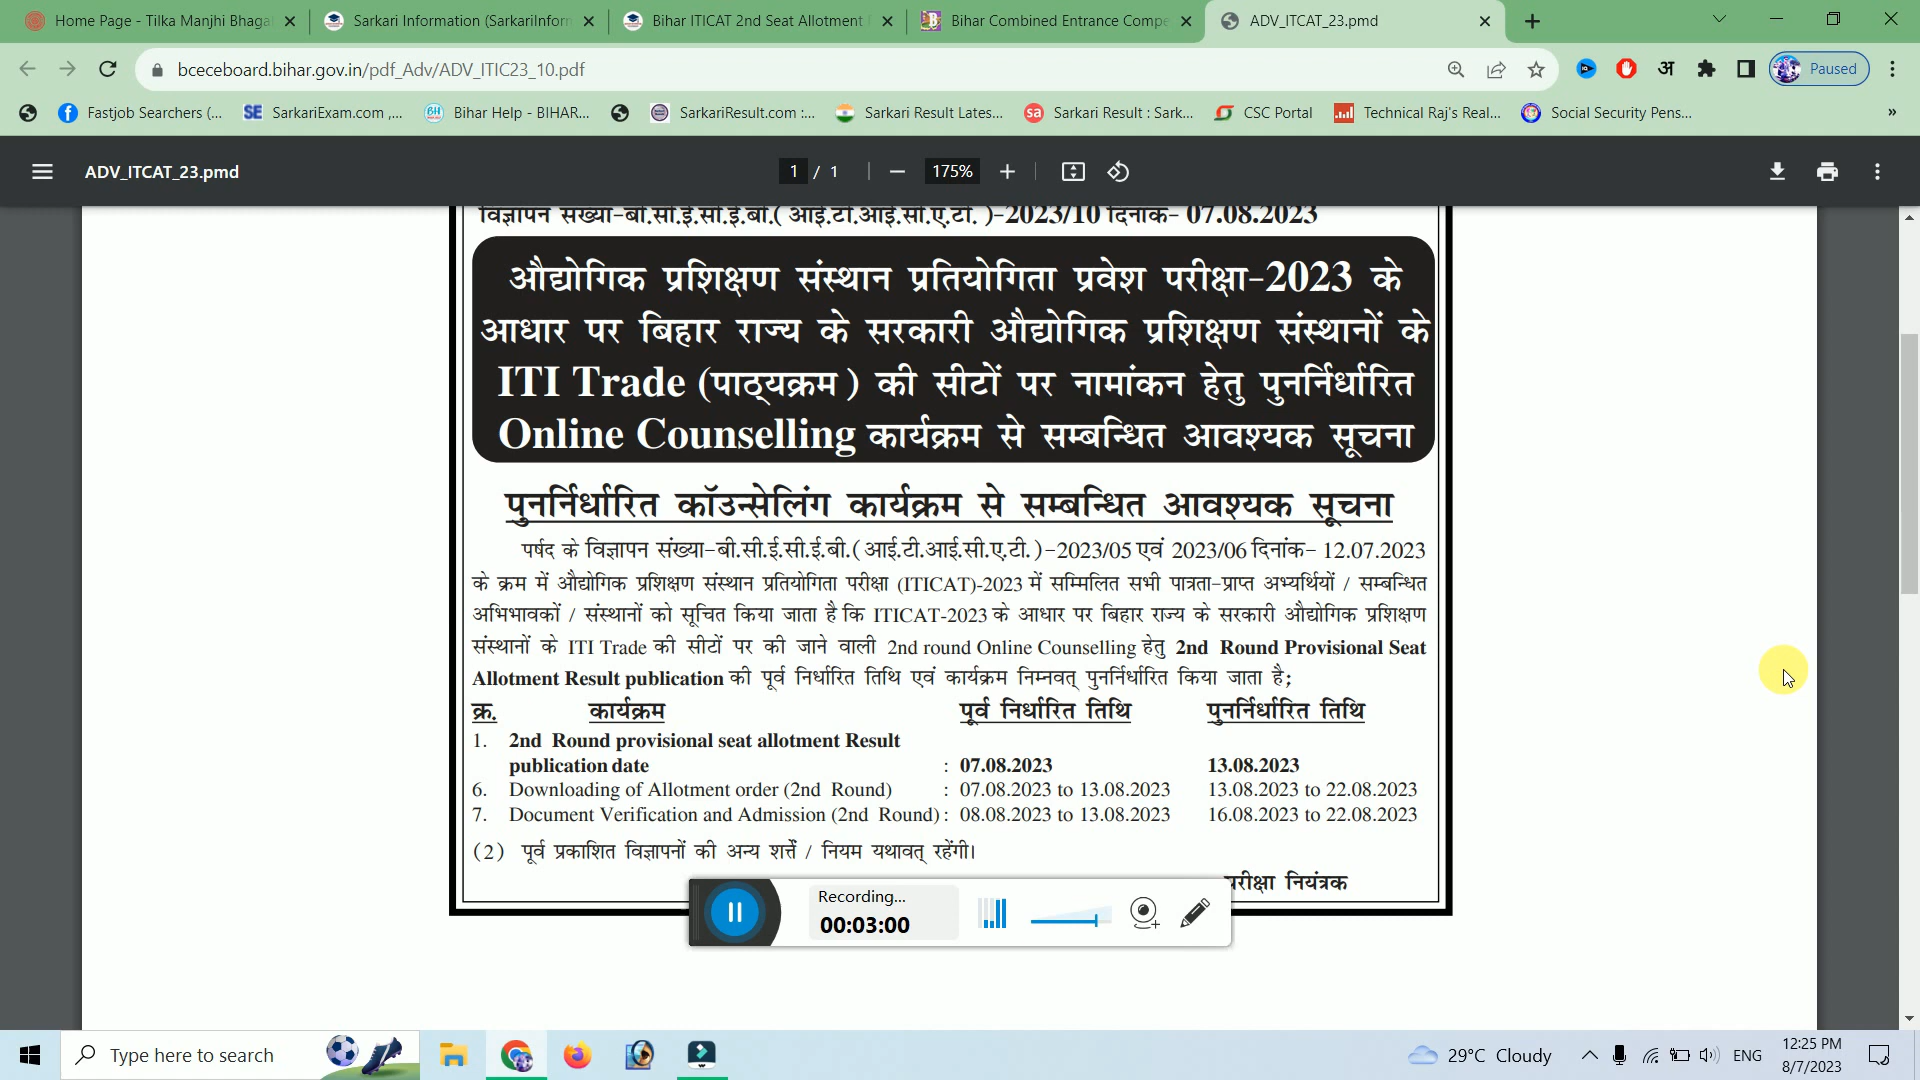 Home Page - Tilka Manjhi Bhaga
Sarkari Information (SarkariInforn
Bihar ITICAT 2nd Seat Allotment
Bihar Combined Entrance Compe
ADV_ITCAT_23.pmd
bceceboard.bihar.gov.in/pdf_Adv/ADV_ITIC23_10.pdf
अ
Paused
Fastjob Searchers (...
SE SarkariExam.com ,...
BH Bihar Help - BIHAR...
SarkariResult.com :...
Sarkari Result Lates...
sa Sarkari Result : Sark...
CSC Portal
Technical Raj's Real...
Social Security Pens...
»
ADV_ITCAT_23.pmd
1 / 1
175%
विज्ञापन संख्या-बी.सी.ई.सी.ई.बी.( आई.टी.आई.सी.ए.टी. )-2023/10 दिनांक- 07.08.2023
औद्योगिक प्रशिक्षण संस्थान प्रतियोगिता प्रवेश परीक्षा-2023 के
आधार पर बिहार राज्य के सरकारी औद्योगिक प्रशिक्षण संस्थानों के
ITI Trade (पाठ्यक्रम) की सीटों पर नामांकन हेतु पुनर्निर्धारित
Online Counselling कार्यक्रम से सम्बन्धित आवश्यक सूचना
पुनर्निर्धारित कॉउन्सेलिंग कार्यक्रम से सम्बन्धित आवश्यक सूचना
पर्षद के विज्ञापन संख्या-बी.सी.ई.सी.ई.बी.(आई.टी.आई.सी.ए.टी.)-2023/05 एवं 2023/06 दिनांक- 12.07.2023
के क्रम में औद्योगिक प्रशिक्षण संस्थान प्रतियोगिता परीक्षा (ITICAT)-2023 में सम्मिलित सभी पात्रता-प्राप्त अभ्यर्थियों / सम्बन्धित
अभिभावकों / संस्थानों को सूचित किया जाता है कि ITICAT-2023 के आधार पर बिहार राज्य के सरकारी औद्योगिक प्रशिक्षण
संस्थानों के ITI Trade की सीटों पर की जाने वाली 2nd round Online Counselling हेतु 2nd Round Provisional Seat
Allotment Result publication की पूर्व निर्धारित तिथि एवं कार्यक्रम निम्नवत् पुनर्निर्धारित किया जाता है;
क्र. कार्यक्रम पूर्व निर्धारित तिथि पुनर्निर्धारित तिथि
1. 2nd Round provisional seat allotment Result
publication date : 07.08.2023 13.08.2023
6. Downloading of Allotment order (2nd Round) : 07.08.2023 to 13.08.2023 13.08.2023 to 22.08.2023
7. Document Verification and Admission (2nd Round) : 08.08.2023 to 13.08.2023 16.08.2023 to 22.08.2023
(2) पूर्व प्रकाशित विज्ञापनों की अन्य शर्त्तें / नियम यथावत् रहेंगी।
परीक्षा नियंत्रक
Recording...
00:03:00
Type here to search
29°C Cloudy
ENG
12:25 PM
8/7/2023